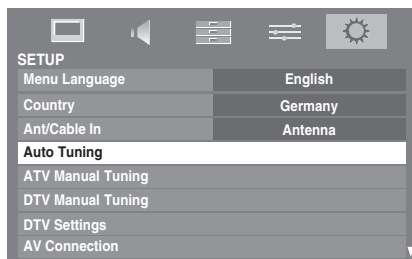 SETUP
Menu Language English
Country Germany
Ant/Cable In Antenna
Auto Tuning
ATV Manual Tuning
DTV Manual Tuning
DTV Settings
AV Connection